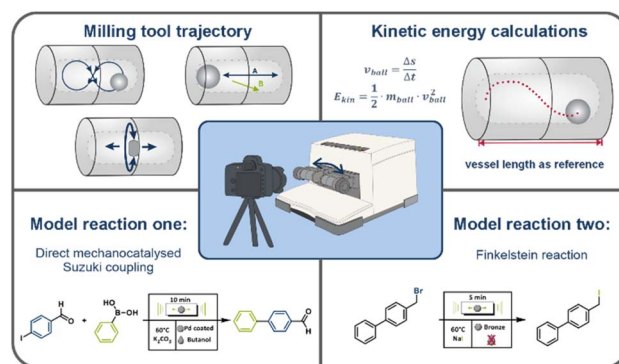 Milling tool trajectory
A
B
Kinetic energy calculations
v_ball = Δs/Δt
E_kin = 1/2 · m_ball · v²_ball
vessel length as reference
Model reaction one:
Direct mechanocatalysed
Suzuki coupling
I
O
H
+
HO
B
OH
10 min
60°C
K₂CO₃
Pd coated
Butanol
O
H
Model reaction two:
Finkelstein reaction
Br
5 min
60°C
NaI
Bronze
I